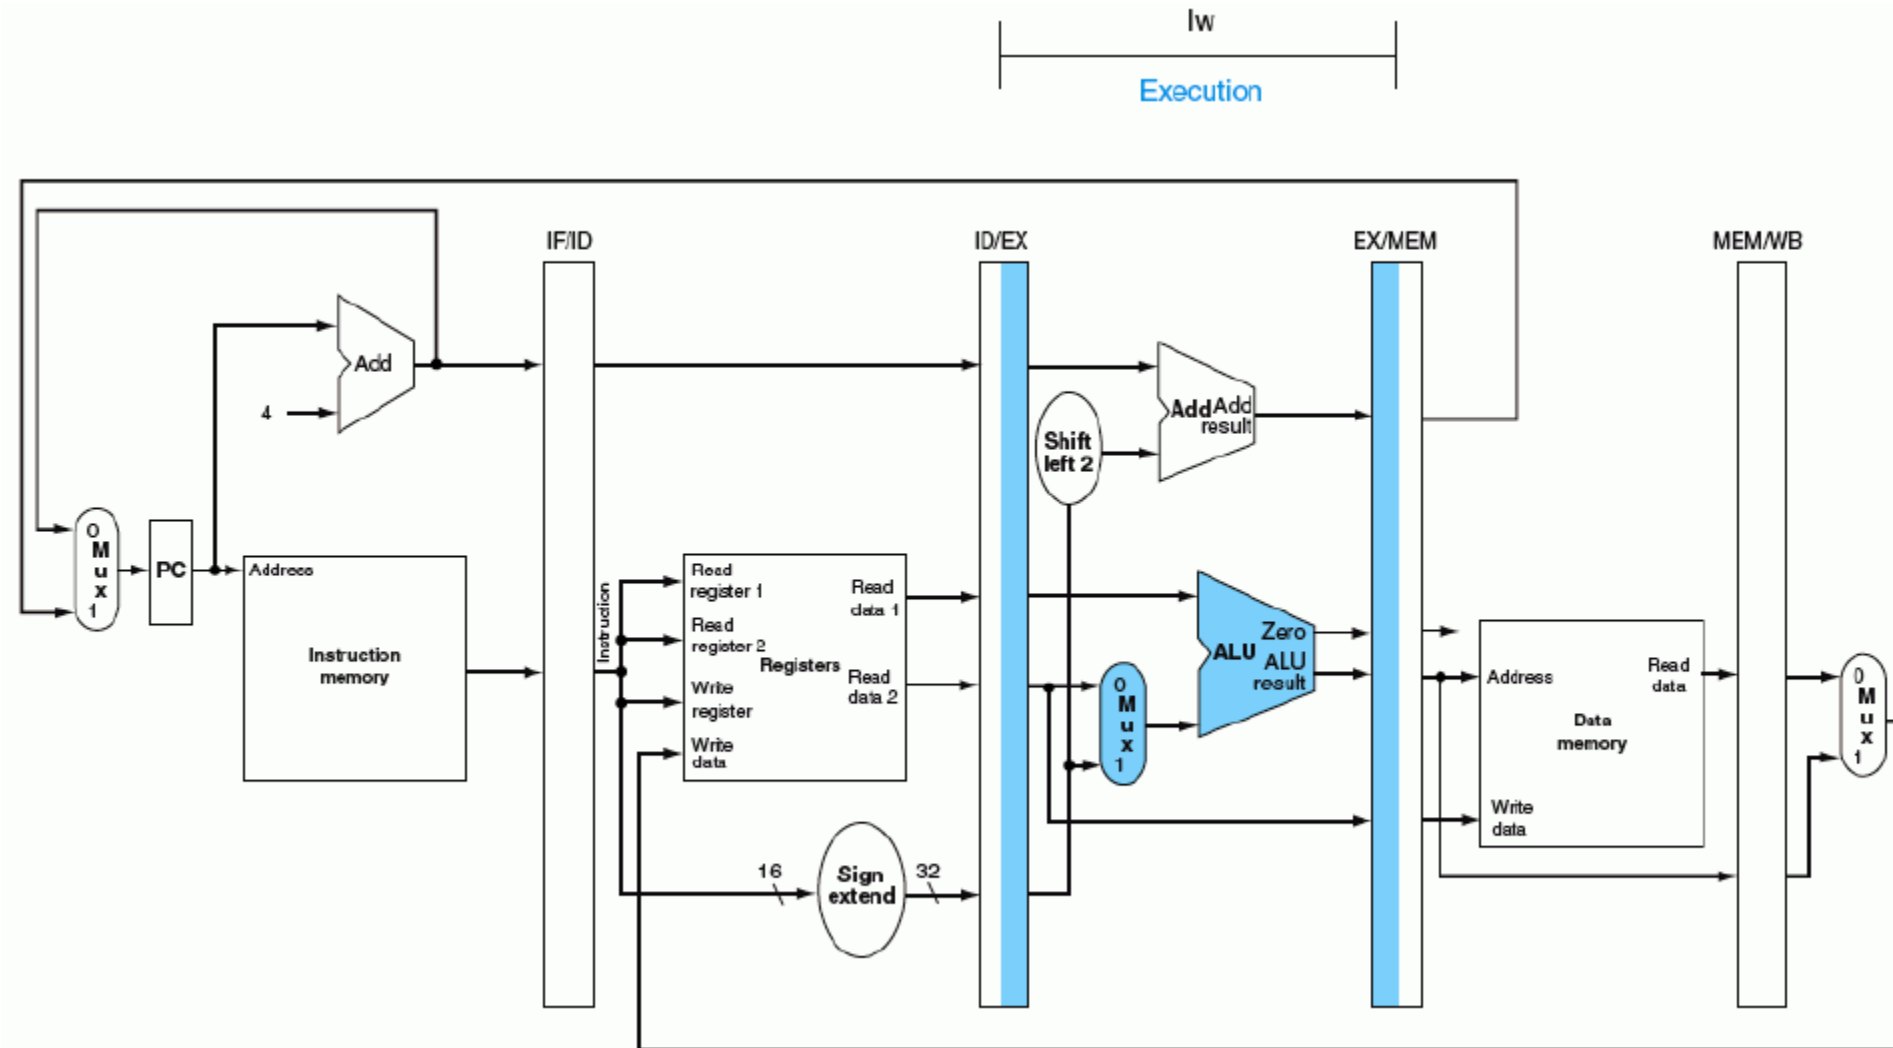 lw
Execution
IF/ID
ID/EX
EX/MEM
MEM/WB
Add
4
Add Add
result
Shift
left 2
0
M
u
x
1
PC
Address
Instruction
memory
Instruction
Read
register 1
Read
register 2
Write
register
Write
data
Registers
Read
data 1
Read
data 2
0
M
u
x
1
Zero
ALU
ALU
result
Address
Read
data
Data
memory
Write
data
0
M
u
x
1
16
Sign
extend
32